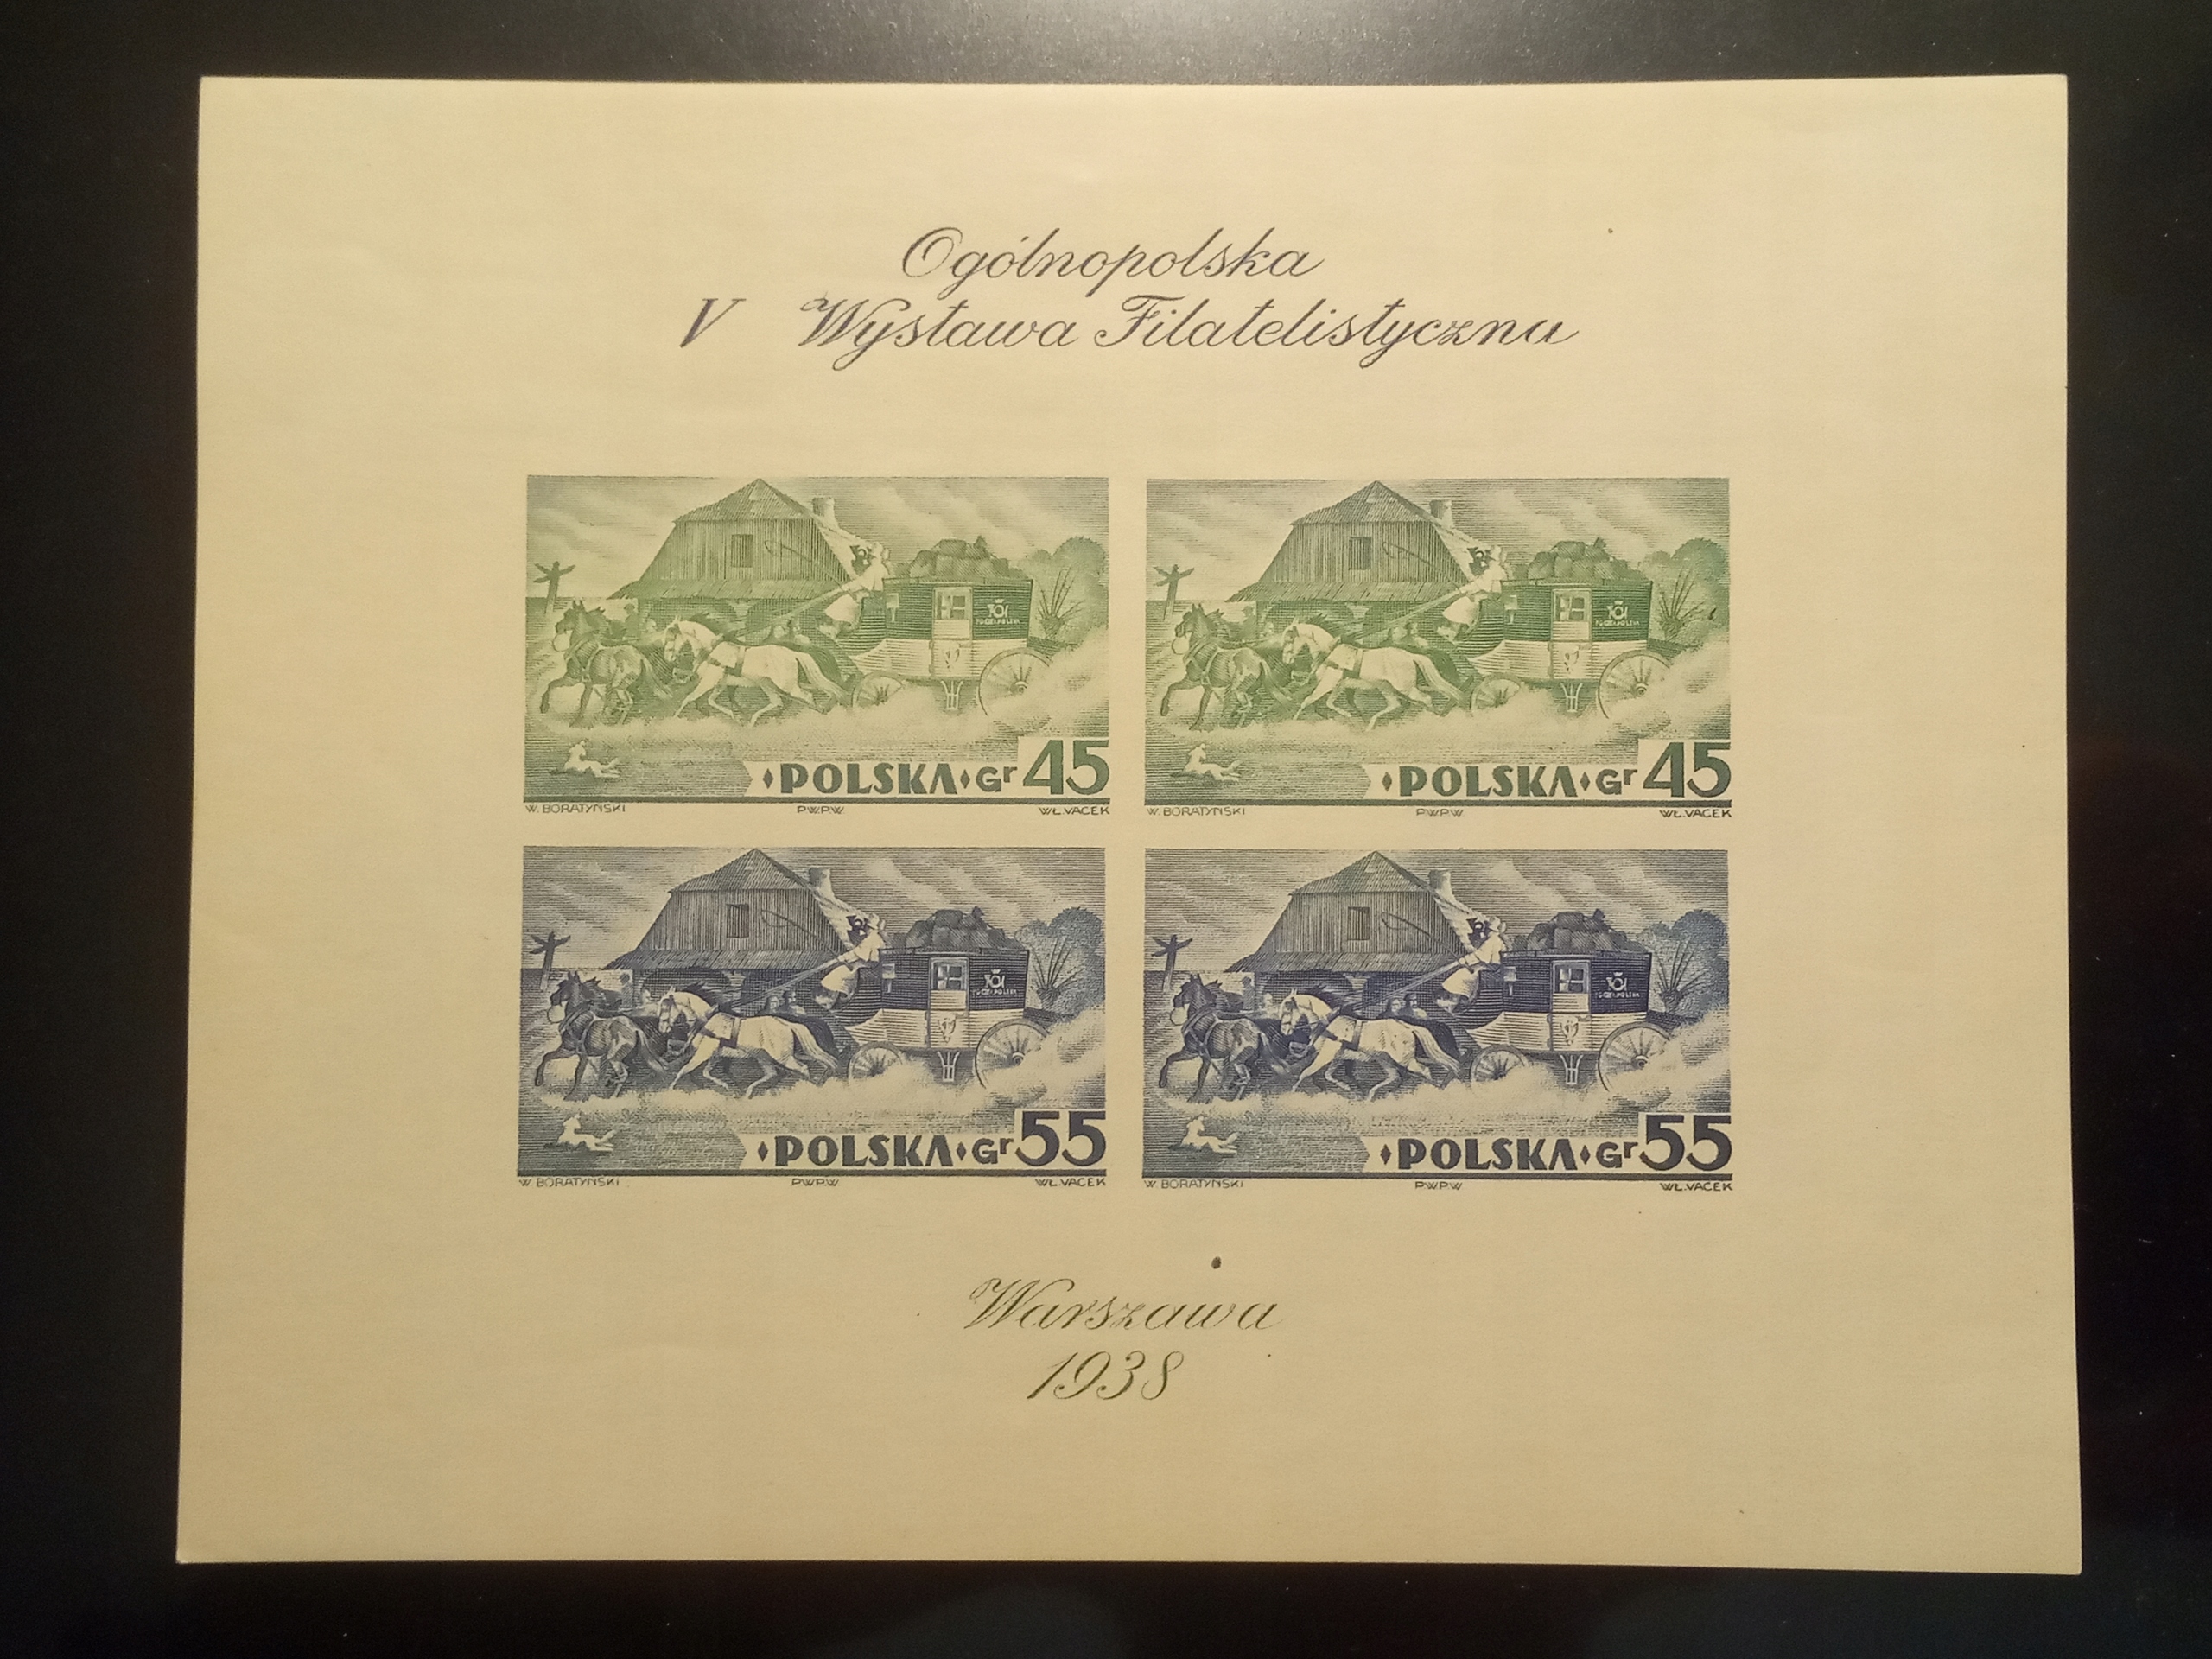 Ogólnopolska
V Wystawa Filatelistyczna
POLSKA Gr 45
W. BORATYŃSKI P.W.P.W. WŁ. VACEK
POLSKA Gr 45
W. BORATYŃSKI P.W.P.W. WŁ. VACEK
POLSKA Gr 55
W. BORATYŃSKI P.W.P.W. WŁ. VACEK
POLSKA Gr 55
W. BORATYŃSKI P.W.P.W. WŁ. VACEK
Warszawa
1938